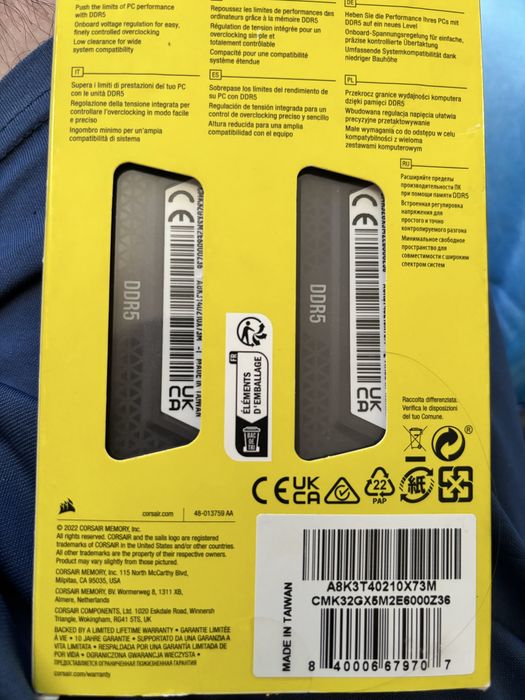 Push the limits of PC performance
with DDR5
Onboard voltage regulation for easy,
finely controlled overclocking
Low clearance for wide
system compatibility
Repoussez les limites de performances des
ordinateurs grâce à la mémoire DDR5
Régulation de tension intégrée pour un
overclocking simple et
totalement contrôlable
Compacité pour une compatibilité
système étendue
DE
Heben Sie die Performance Ihres PCs mit
DDR5 auf ein neues Level
Onboard-Spannungsregelung für einfache,
präzise kontrollierte Übertaktung
Umfassende Systemkompatibilität dank
niedriger Bauhöhe
IT
Supera i limiti di prestazioni del tuo PC
con le unità DDR5
Regolazione della tensione integrata per
controllare l'overclocking in modo facile
e preciso
Ingombro minimo per un'ampia
compatibilità di sistema
ES
Sobrepase los límites del rendimiento de
su PC con DDR5
Regulación de tensión integrada para un
control de overclocking preciso y sencillo
Altura reducida para una amplia
compatibilidad con el equipo
PL
Przekrocz granice wydajności komputera
dzięki pamięci DDR5
Wbudowana regulacja napięcia ułatwia
precyzyjne przetaktowywanie
Małe wymagania co do odstępu w celu
kompatybilności z wieloma
zestawami komputerowymi
RU
Расширяйте пределы
производительности ПК
при помощи памяти DDR5
Встроенная регулировка
напряжения для
простого и точно
контролируемого разгона
Минимальное свободное
пространство для
совместимости с широким
спектром систем
DDR5
CE
UK
CA
MADE IN TAIWAN
DDR5
CE
UK
CA
FR
ÉLÉMENTS
D'EMBALLAGE
BAC
DE
TRI
Raccolta differenziata.
Verifica le disposizioni
del tuo Comune.
CE
UK
CA
22
PAP
紙
corsair.com
48-013759 AA
© 2022 CORSAIR MEMORY, Inc.
All rights reserved. CORSAIR and the sails logo are registered
trademarks of CORSAIR in the United States and/or other countries.
All other trademarks are the property of their respective owners.
Product may vary slightly from those pictured.
CORSAIR MEMORY, Inc. 115 North McCarthy Blvd,
Milpitas, CA 95035, USA
CORSAIR MEMORY, BV. Wormerweg 8, 1311 XB,
Almere, Netherlands
CORSAIR COMPONENTS, LTD. 1020 Eskdale Road, Winnersh
Triangle, Wokingham, RG41 5TS, UK
BACKED BY A LIMITED LIFETIME WARRANTY • GARANTIE LIMITÉE
À VIE • 10 JAHRE GARANTIE • SUPPORTATO DA UNA GARANZIA A
VITA LIMITATA • RESPALDADA POR UNA GARANTÍA LIMITADA DE
POR VIDA • OGRANICZONA GWARANCJA WIECZYSTA •
ПРЕДОСТАВЛЯЕТСЯ ОГРАНИЧЕННАЯ ПОЖИЗНЕННАЯ ГАРАНТИЯ
corsair.com/warranty
MADE IN TAIWAN
A8K3T40210X73M
CMK32GX5M2E6000Z36
8 40006 67970 7